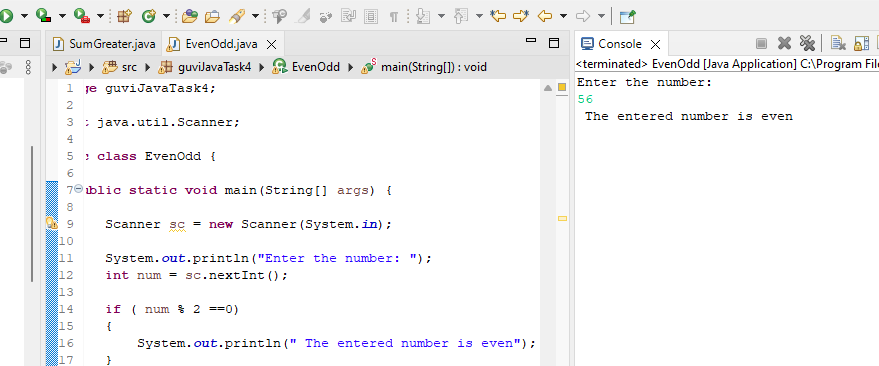 SumGreater.java EvenOdd.java
src guviJavaTask4 EvenOdd main(String[]) : void
1 ge guviJavaTask4;
2
3 t java.util.Scanner;
4
5 c class EvenOdd {
6
7 ublic static void main(String[] args) {
8
9 Scanner sc = new Scanner(System.in);
10
11 System.out.println("Enter the number: ");
12 int num = sc.nextInt();
13
14 if ( num % 2 ==0)
15 {
16 System.out.println(" The entered number is even");
17 }
Console
<terminated> EvenOdd [Java Application] C:\Program File
Enter the number:
56
The entered number is even